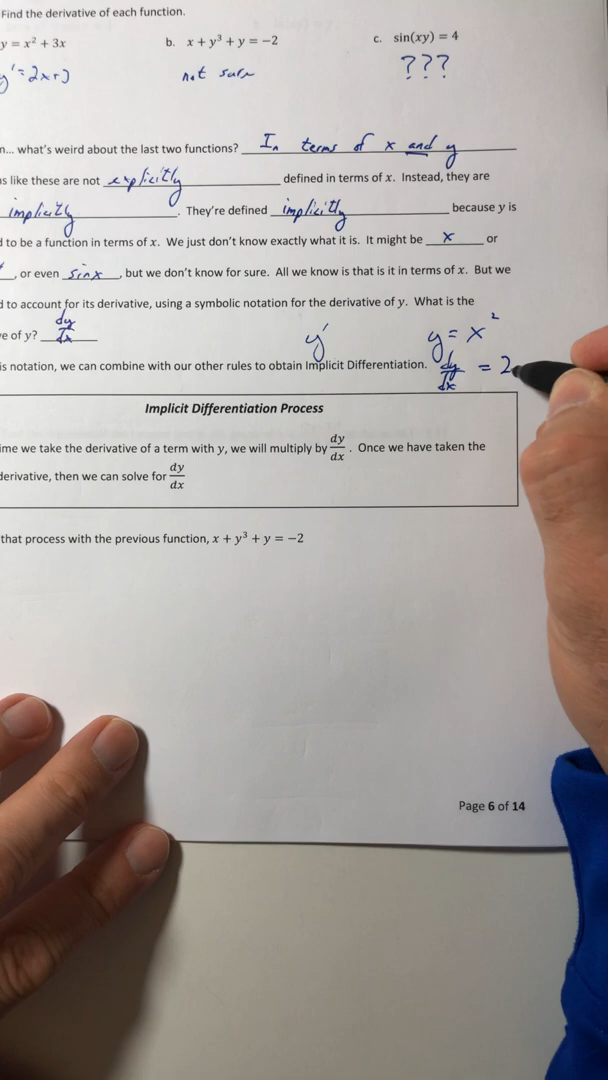 Find the derivative of each function.
y = x² + 3x
b. x + y³ + y = −2
c. sin(xy) = 4
y' = 2x+3
not sure
???
... what's weird about the last two functions? In terms of x and y
s like these are not explicitly defined in terms of x. Instead, they are
implicitly. They're defined implicitly because y is
d to be a function in terms of x. We just don't know exactly what it is. It might be x or
, or even sinx, but we don't know for sure. All we know is that is it in terms of x. But we
d to account for its derivative, using a symbolic notation for the derivative of y. What is the
e of y? dy/dx
y'
y = x²
is notation, we can combine with our other rules to obtain Implicit Differentiation.
dy/dx = 2
Implicit Differentiation Process
ime we take the derivative of a term with y, we will multiply by dy/dx. Once we have taken the
derivative, then we can solve for dy/dx
that process with the previous function, x + y³ + y = −2
Page 6 of 14